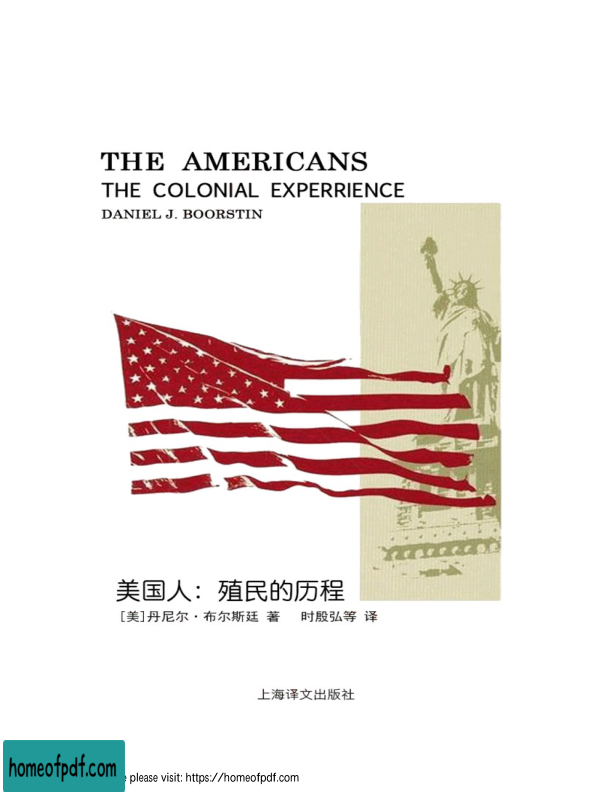 THE AMERICANS
THE COLONIAL EXPERRIENCE
DANIEL J. BOORSTIN
美国人：殖民的历程
[美]丹尼尔·布尔斯廷 著 时殷弘等 译
上海译文出版社
homeofpdf.com
please visit: https://homeofpdf.com